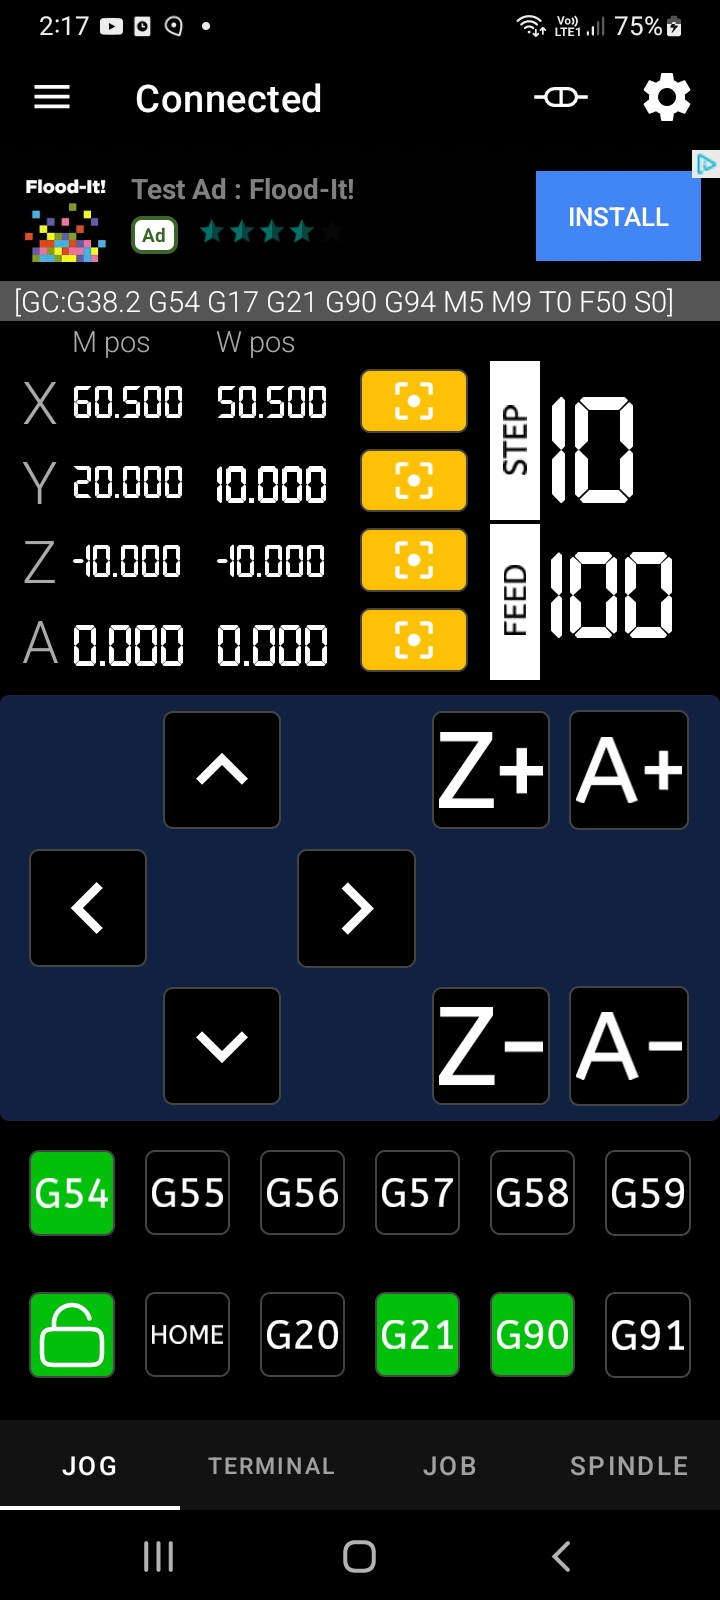 2:17 Vo)) LTE1 75%
Connected
Flood-It! Test Ad : Flood-It!
Ad
INSTALL
[GC:G38.2 G54 G17 G21 G90 G94 M5 M9 T0 F50 S0]
M pos W pos
X 60.500 50.500
STEP 10
Y 20.000 10.000
Z -10.000 -10.000
FEED 100
A 0.000 0.000
Z+ A+
Z- A-
G54 G55 G56 G57 G58 G59
HOME G20 G21 G90 G91
JOG TERMINAL JOB SPINDLE